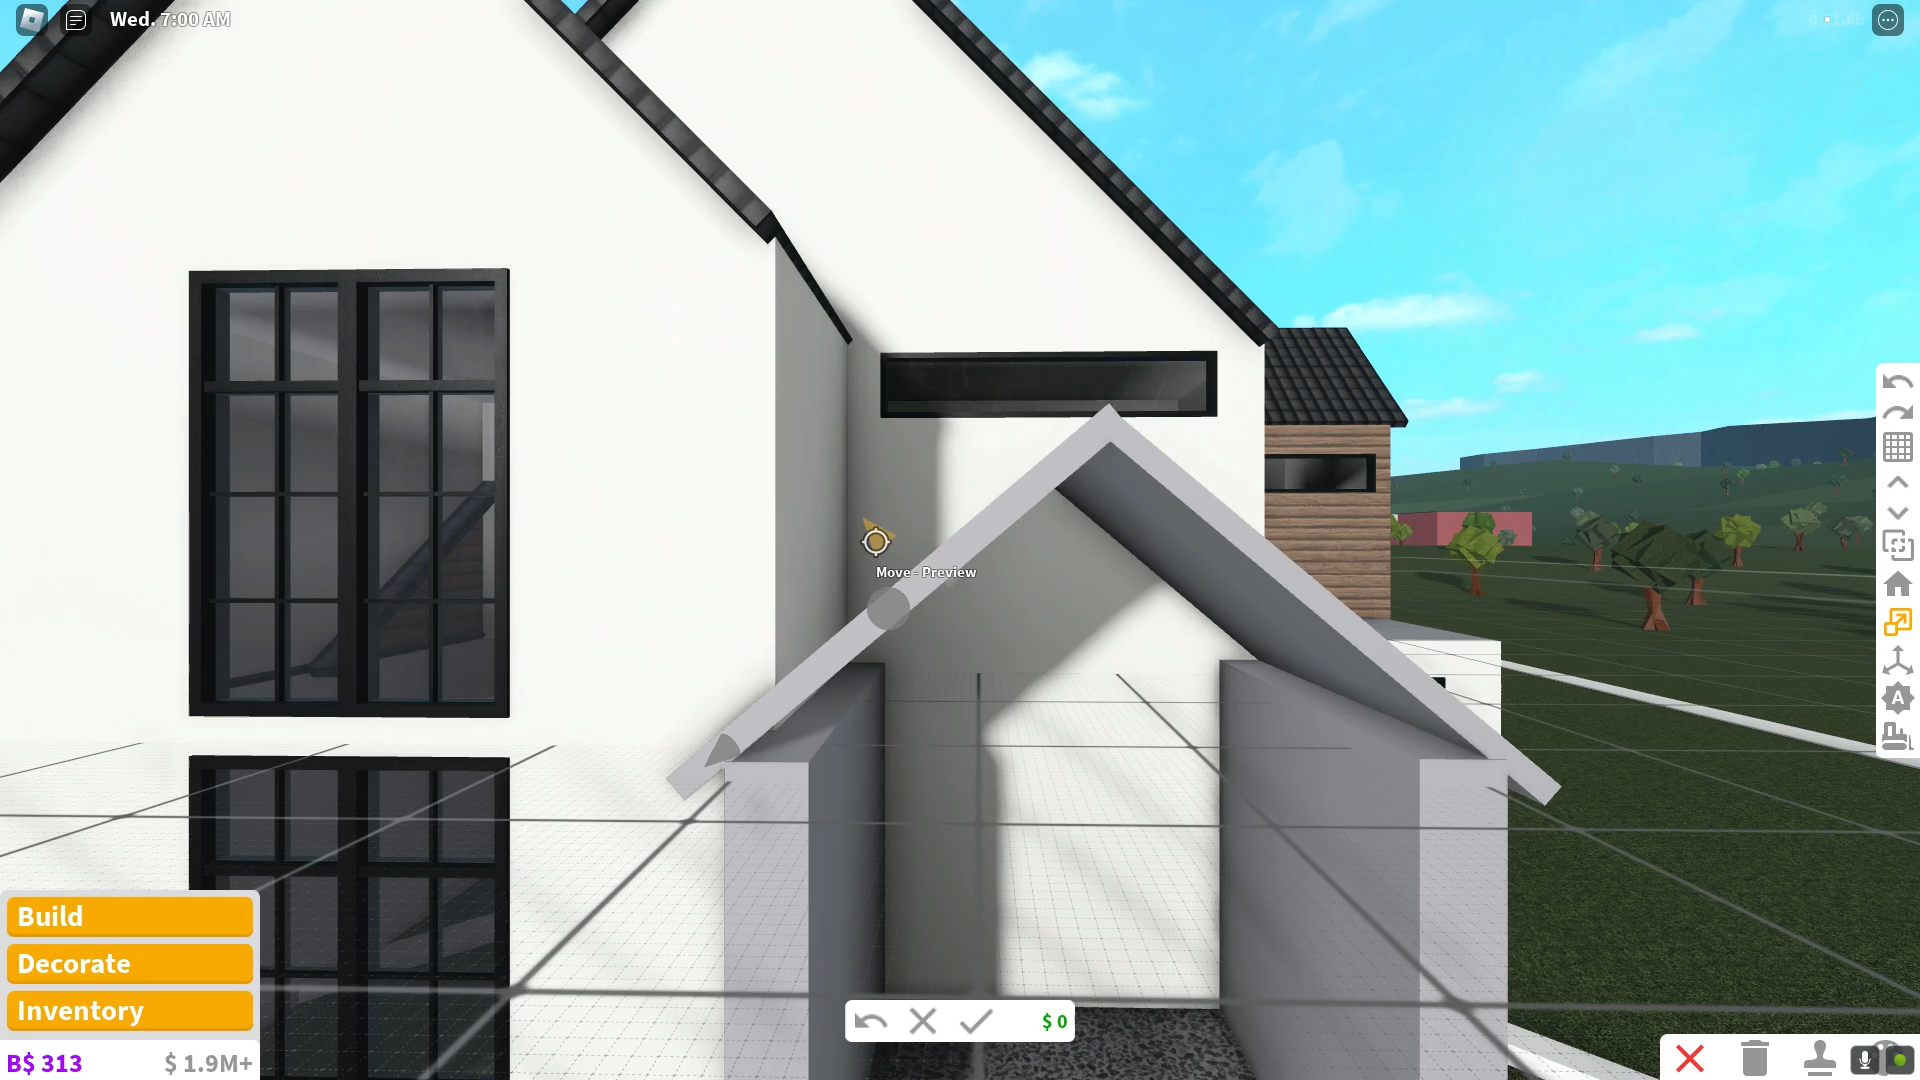 Wed. 7:00 AM
Move - Preview
A
Build
Decorate
Inventory
B$ 313
$ 1.9M+
$ 0